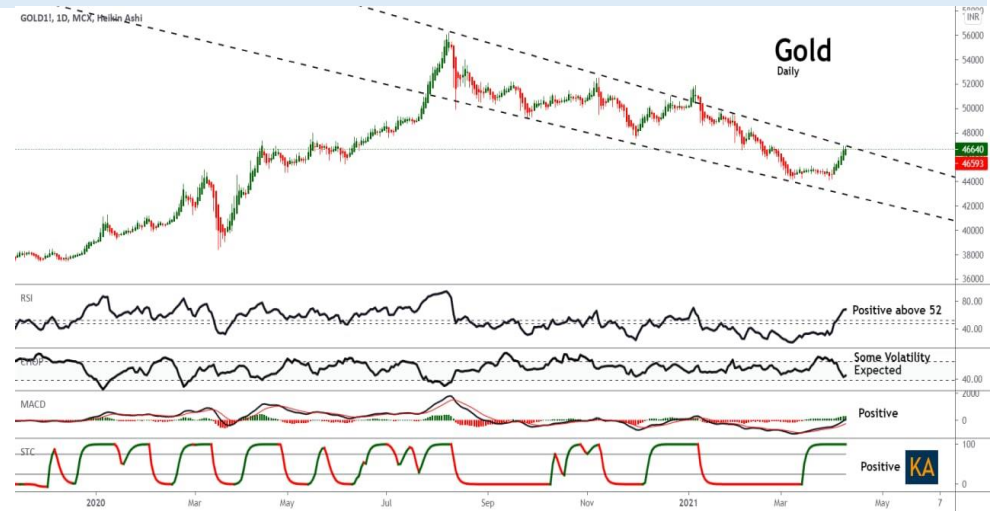 GOLD1!, 1D, MCX, Heikin Ashi
Gold
Daily
58000
INR
56000
54000
52000
50000
48000
46640
46593
44000
42000
40000
38000
36000
RSI
80.00
Positive above 52
40.00
CHOP
Some Volatility
Expected
40.00
2000
MACD
Positive
0
STC
100
Positive KA
0
2020 Mar May Jul Sep Nov 2021 Mar May 7